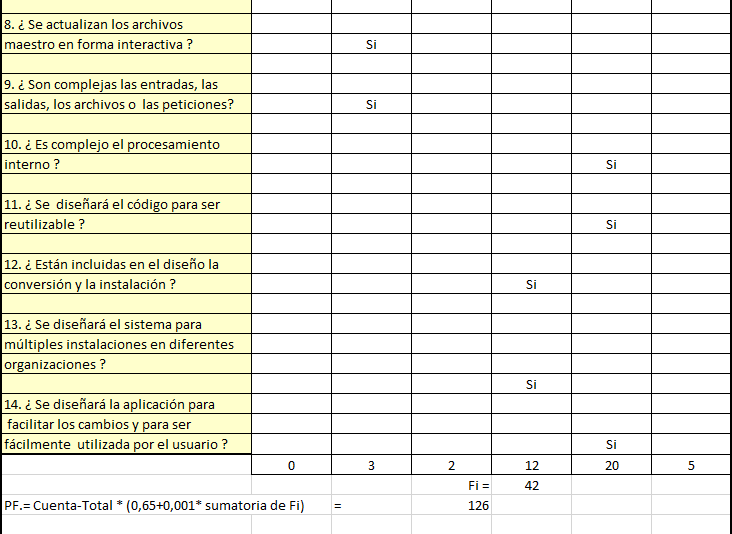 8. ¿ Se actualizan los archivos
maestro en forma interactiva ? Si
9. ¿ Son complejas las entradas, las
salidas, los archivos o las peticiones? Si
10. ¿ Es complejo el procesamiento
interno ? Si
11. ¿ Se diseñará el código para ser
reutilizable ? Si
12. ¿ Están incluidas en el diseño la
conversión y la instalación ? Si
13. ¿ Se diseñará el sistema para
múltiples instalaciones en diferentes
organizaciones ?
Si
14. ¿ Se diseñará la aplicación para
facilitar los cambios y para ser
fácilmente utilizada por el usuario ? Si
0 3 2 12 20 5
Fi = 42
PF.= Cuenta-Total * (0,65+0,001* sumatoria de Fi) = 126